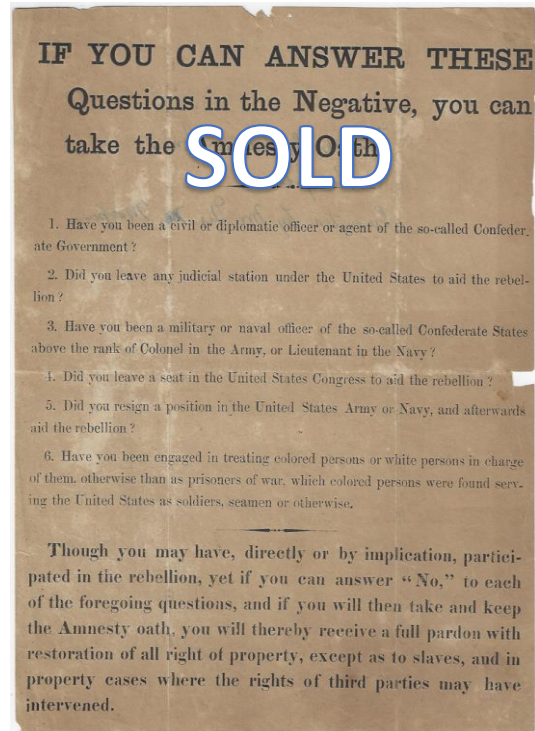 IF YOU CAN ANSWER THESE
Questions in the Negative, you can
take the Amnesty Oath
SOLD
1. Have you been a civil or diplomatic officer or agent of the so-called Confeder-
ate Government?
2. Did you leave any judicial station under the United States to aid the rebel-
lion?
3. Have you been a military or naval officer of the so-called Confederate States
above the rank of Colonel in the Army, or Lieutenant in the Navy?
4. Did you leave a seat in the United States Congress to aid the rebellion?
5. Did you resign a position in the United States Army or Navy, and afterwards
aid the rebellion?
6. Have you been engaged in treating colored persons or white persons in charge
of them, otherwise than as prisoners of war, which colored persons were found serv-
ing the United States as soldiers, seamen or otherwise.
Though you may have, directly or by implication, partici-
pated in the rebellion, yet if you can answer "No," to each
of the foregoing questions, and if you will then take and keep
the Amnesty oath, you will thereby receive a full pardon with
restoration of all right of property, except as to slaves, and in
property cases where the rights of third parties may have
intervened.